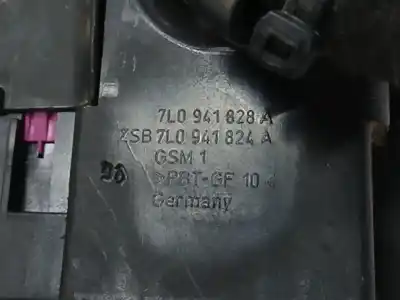 7L0 941 828 A
ZSB 7L0 941 824 A
GSM 1
>PBT-GF 10<
Germany